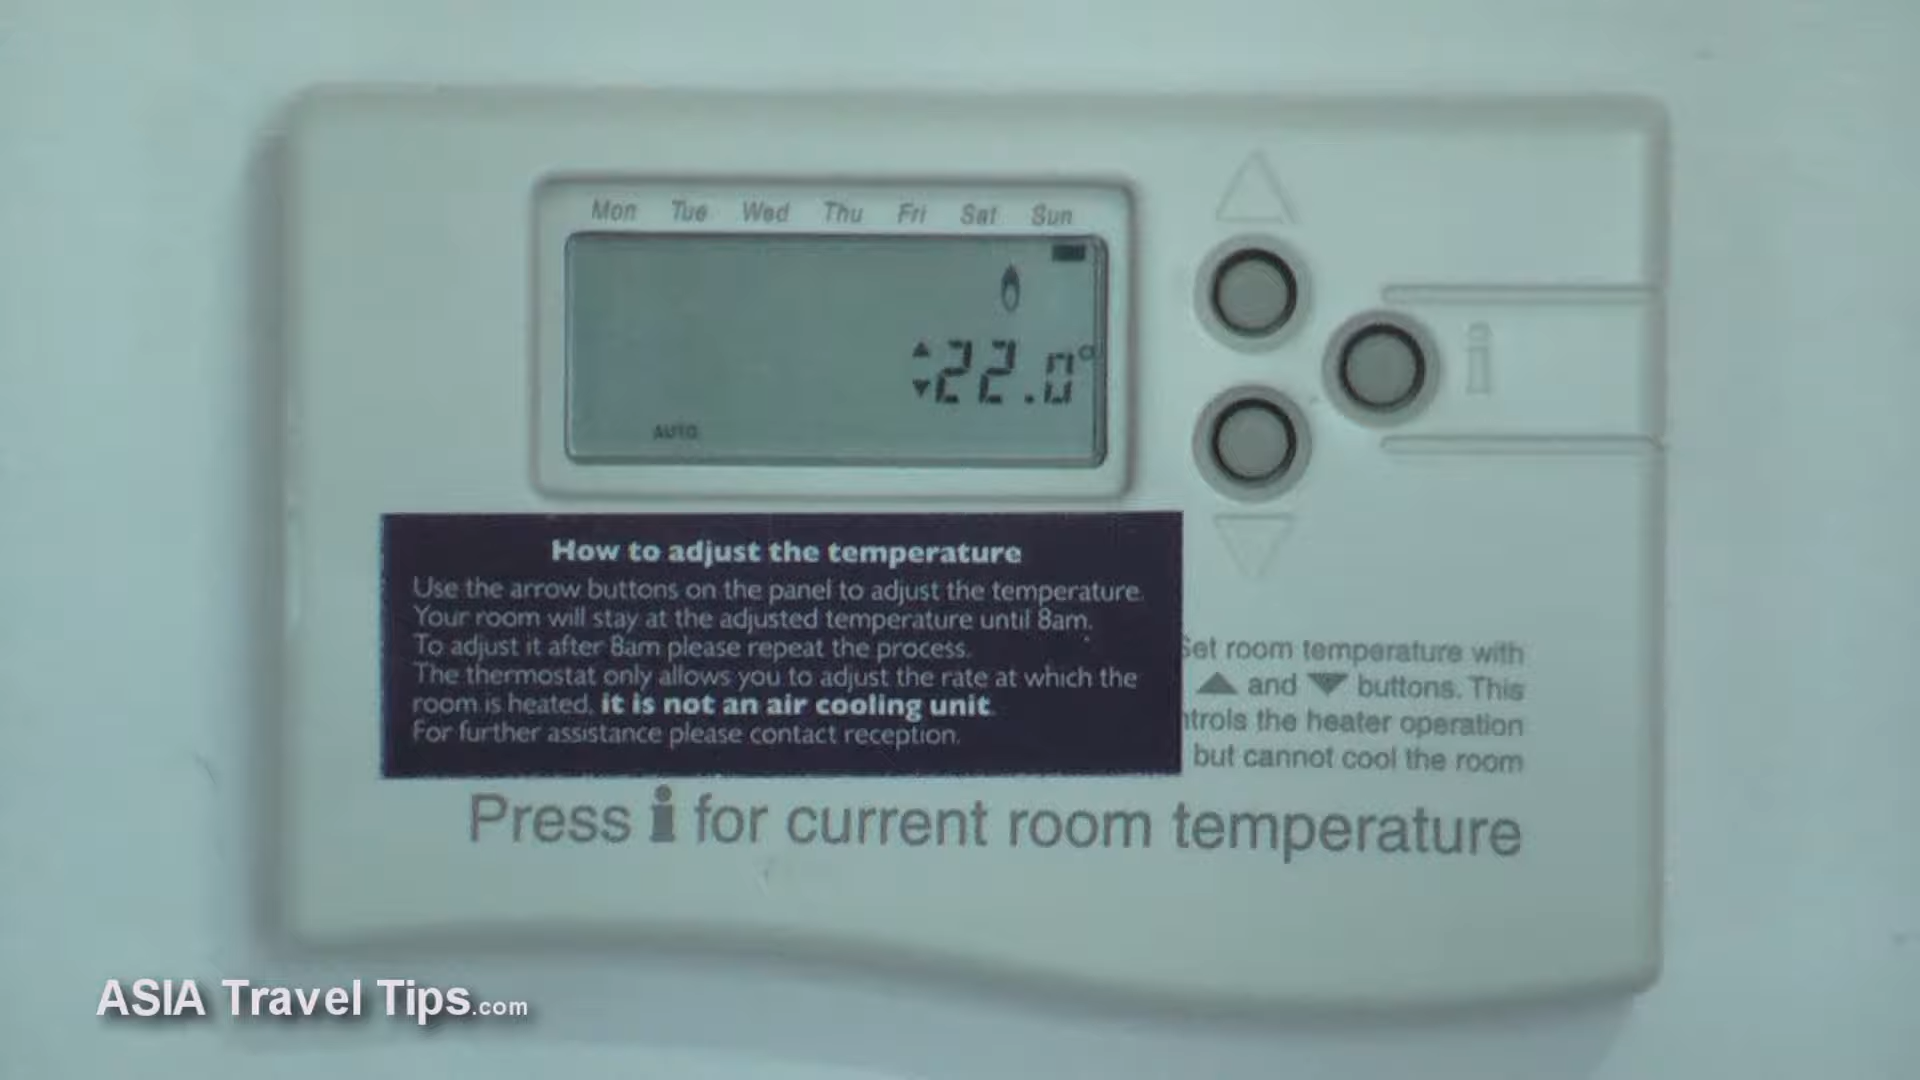 Mon Tue Wed Thu Fri Sat Sun
22.0°
AUTO
i
How to adjust the temperature
Use the arrow buttons on the panel to adjust the temperature.
Your room will stay at the adjusted temperature until 8am.
To adjust it after 8am please repeat the process.
The thermostat only allows you to adjust the rate at which the
room is heated, it is not an air cooling unit.
For further assistance please contact reception.
Set room temperature with
▲ and ▼ buttons. This
ntrols the heater operation
but cannot cool the room
Press i for current room temperature
ASIA Travel Tips.com